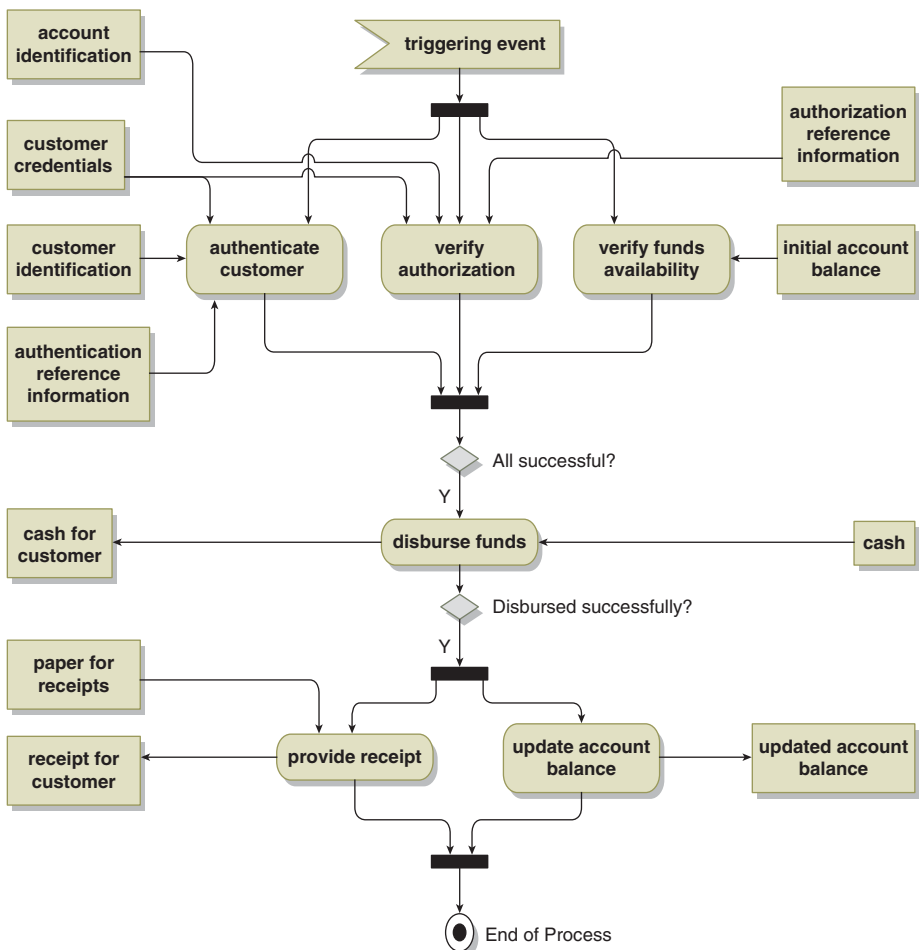 account
identification
triggering event
authorization
reference
information
customer
credentials
customer
identification
authenticate
customer
verify
authorization
verify funds
availability
initial account
balance
authentication
reference
information
All successful?
Y
cash for
customer
disburse funds
cash
Disbursed successfully?
Y
paper for
receipts
receipt for
customer
provide receipt
update account
balance
updated account
balance
End of Process